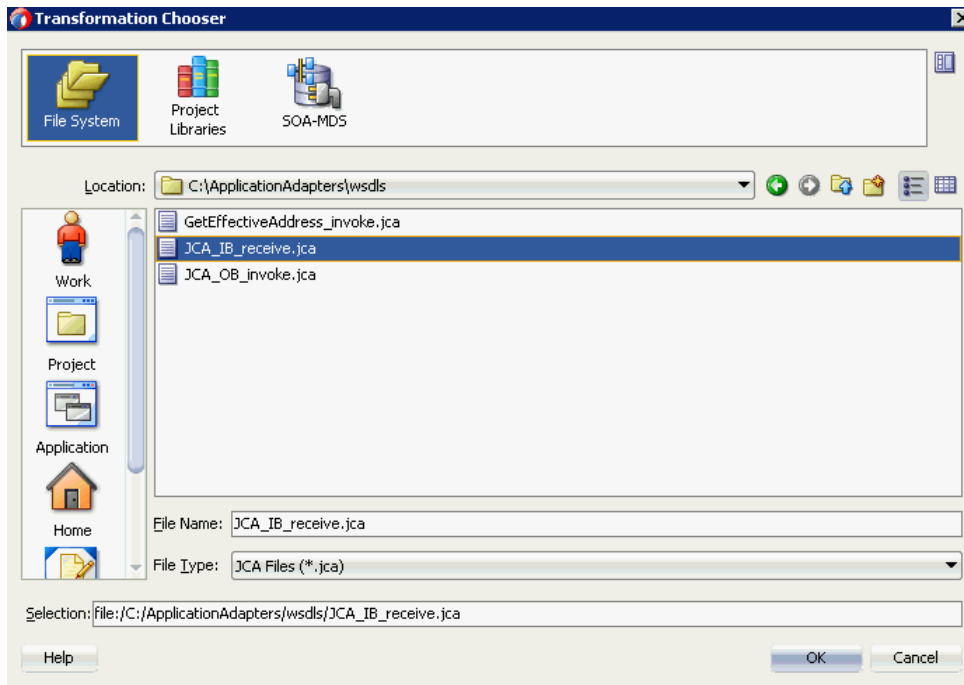 Transformation Chooser
File System
Project
Libraries
SOA-MDS
Location: C:\ApplicationAdapters\wsdls
GetEffectiveAddress_invoke.jca
JCA_IB_receive.jca
JCA_OB_invoke.jca
Work
Project
Application
Home
File Name: JCA_IB_receive.jca
File Type: JCA Files (*.jca)
Selection: file:/C:/ApplicationAdapters/wsdls/JCA_IB_receive.jca
Help OK Cancel